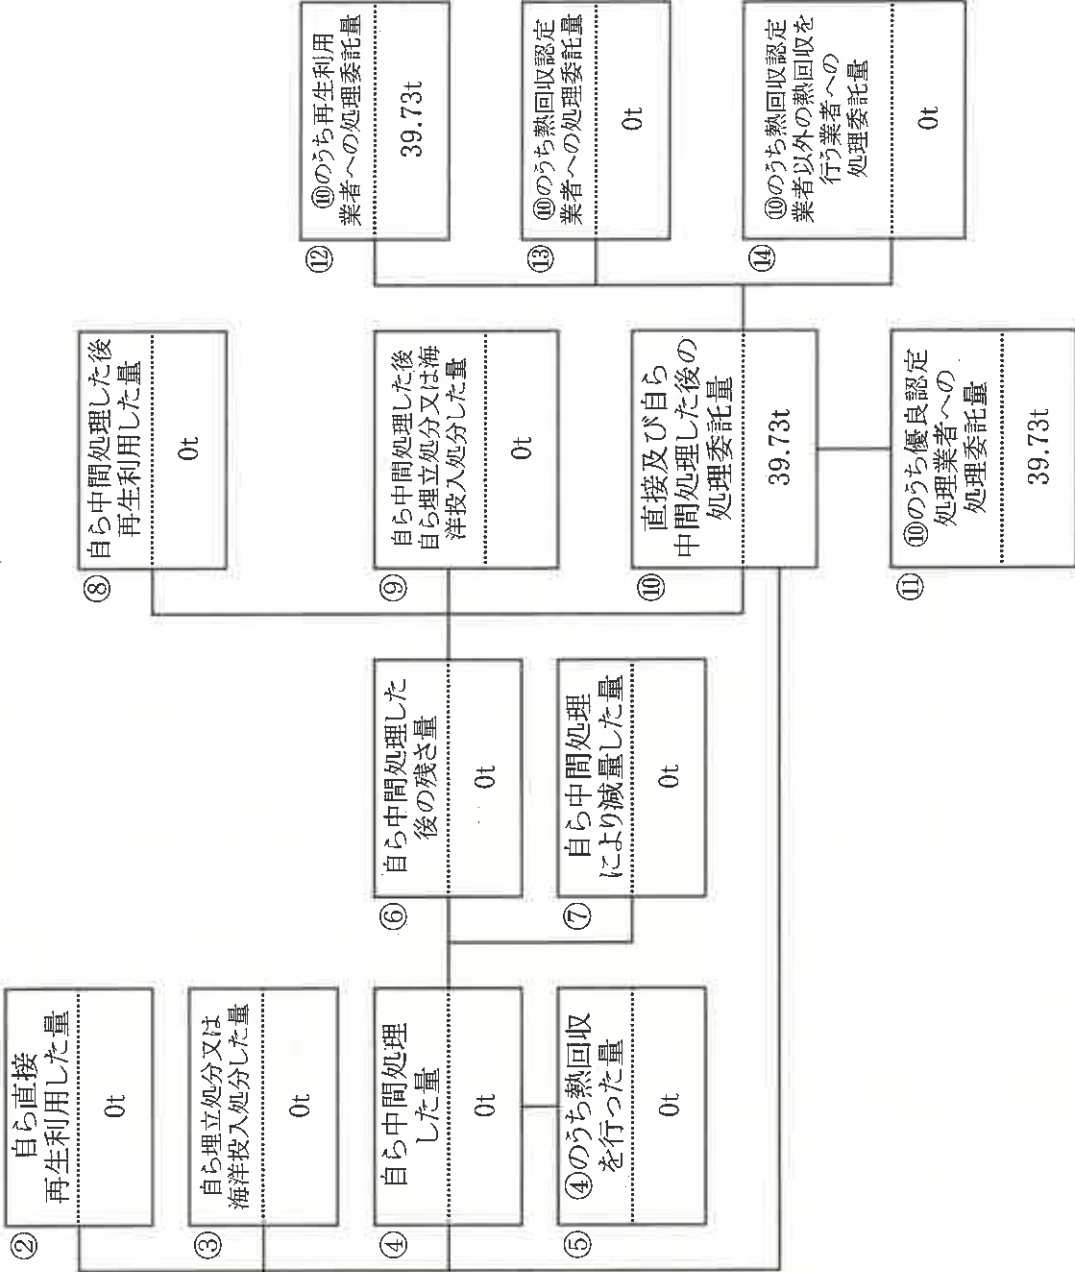 ②
自ら直接
再生利用した量
0t
③
自ら埋立処分又は
海洋投入処分した量
0t
④
自ら中間処理
した量
0t
⑤
④のうち熱回収
を行った量
0t
⑥
自ら中間処理した
後の残さ量
0t
⑦
自ら中間処理
により減量した量
0t
⑧
自ら中間処理した後
再生利用した量
0t
⑨
自ら中間処理した後
自ら埋立処分又は海
洋投入処分した量
0t
⑩
直接及び自ら
中間処理した後の
処理委託量
39.73t
⑪
⑩のうち優良認定
処理業者への
処理委託量
39.73t
⑫
⑩のうち再生利用
業者への処理委託量
39.73t
⑬
⑩のうち熱回収認定
業者への処理委託量
0t
⑭
⑩のうち熱回収認定
業者以外の熱回収を
行う業者への
処理委託量
0t